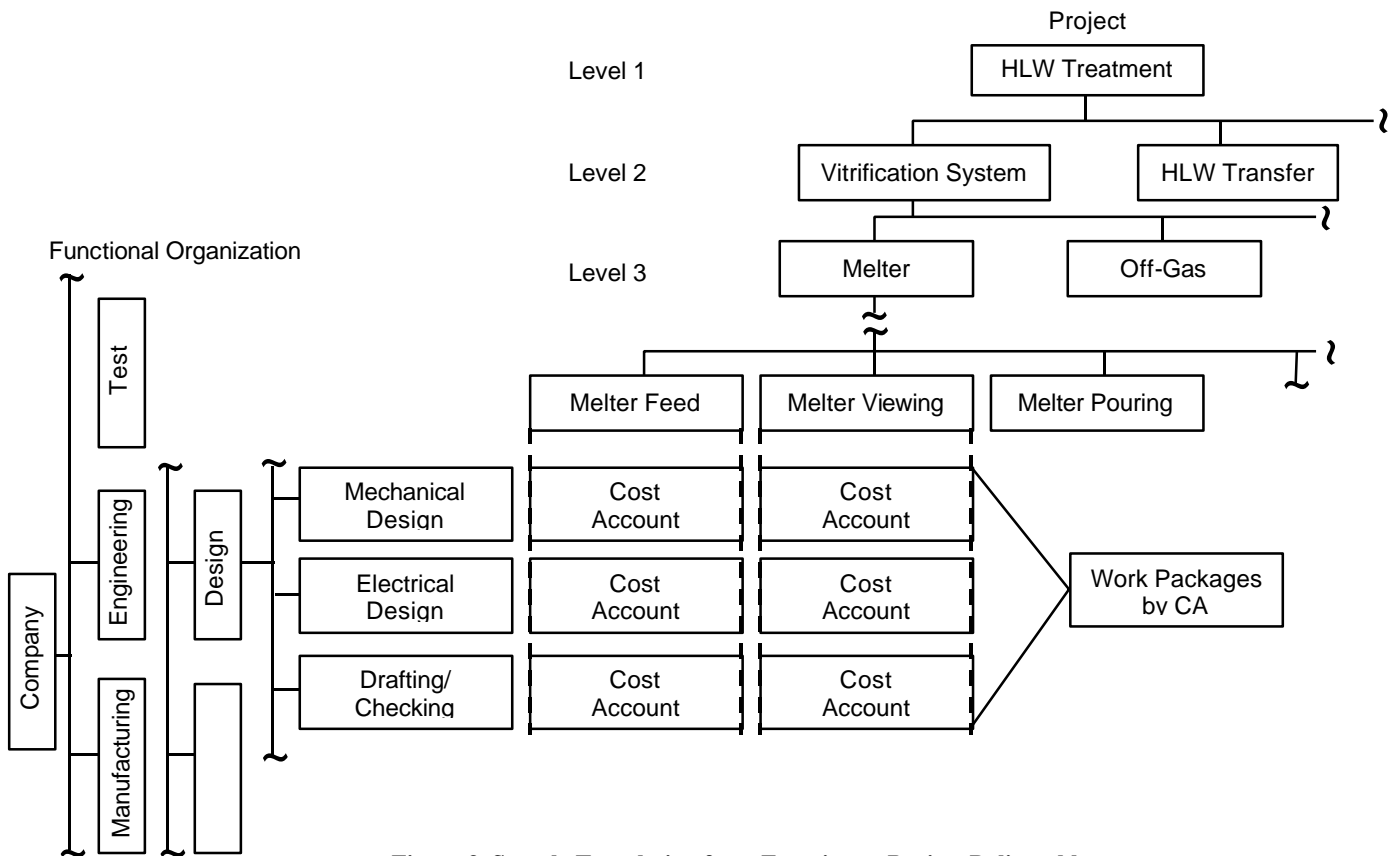 Project
Level 1
HLW Treatment
Level 2
Vitrification System
HLW Transfer
Functional Organization
Level 3
Melter
Off-Gas
Test
Melter Feed
Melter Viewing
Melter Pouring
Company
Engineering
Manufacturing
Design
Mechanical
Design
Cost
Account
Cost
Account
Electrical
Design
Cost
Account
Cost
Account
Work Packages
by CA
Drafting/
Checking
Cost
Account
Cost
Account